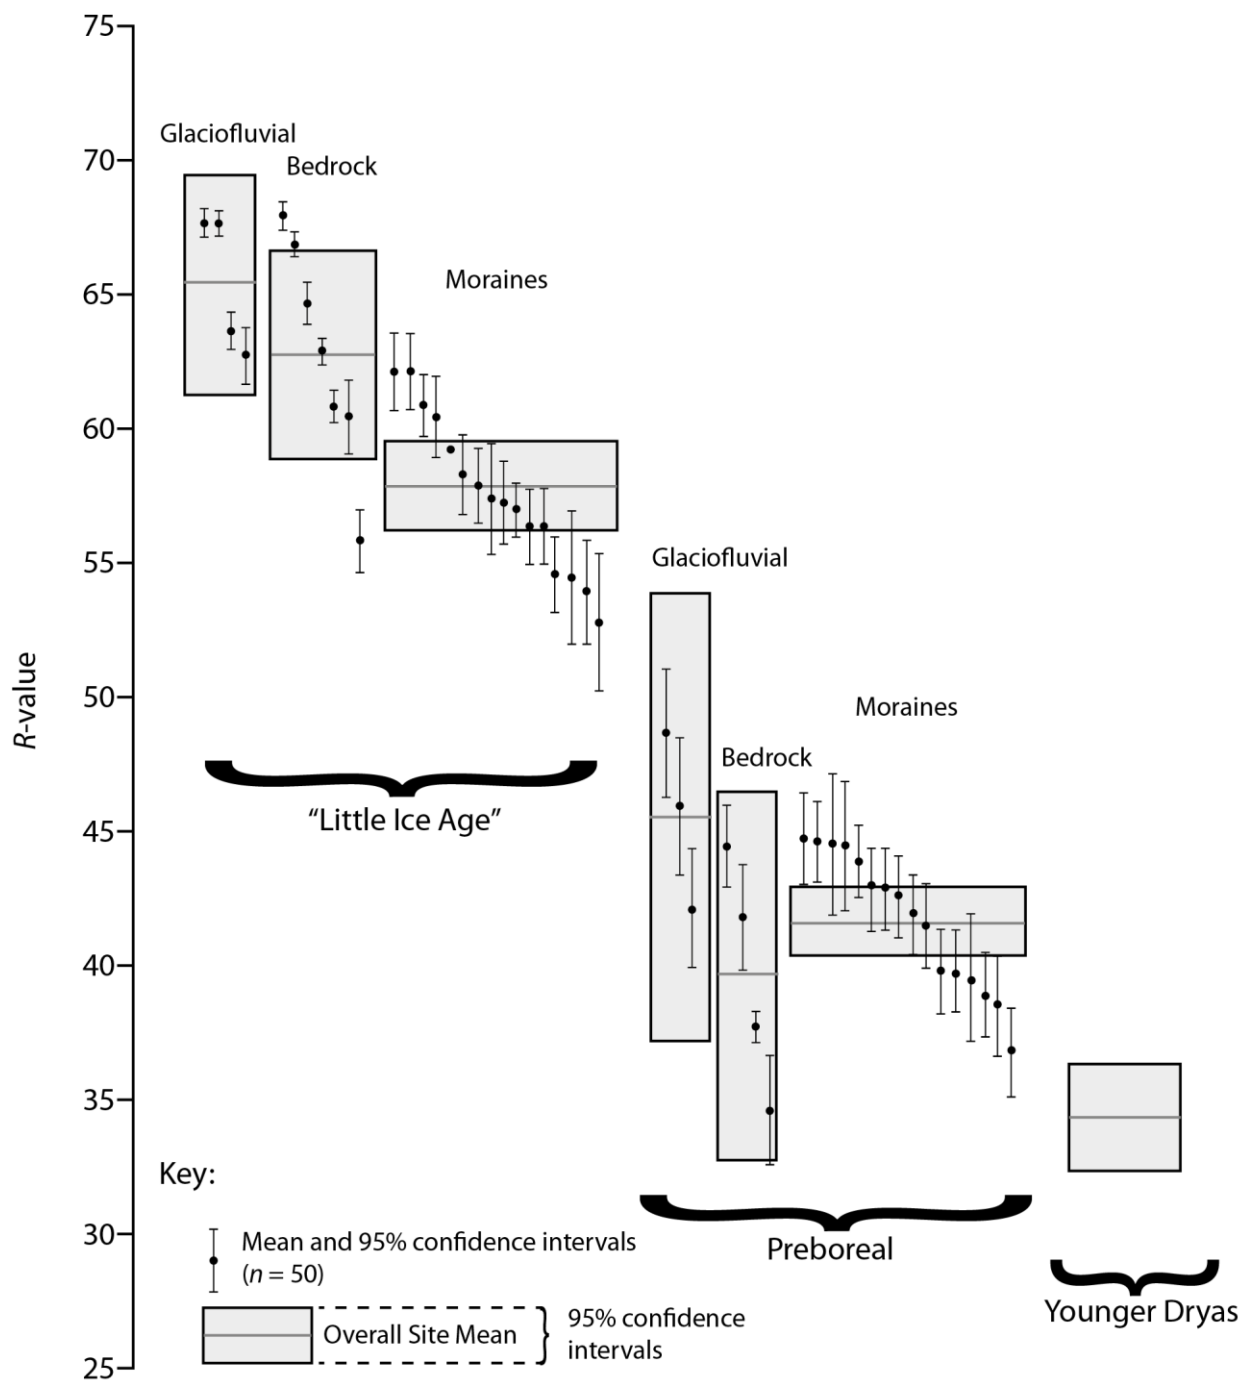 75
70
65
60
55
50
45
40
35
30
25
R-value
Glaciofluvial
Bedrock
Moraines
“Little Ice Age”
Glaciofluvial
Bedrock
Moraines
Preboreal
Younger Dryas
Key:
Mean and 95% confidence intervals
(n = 50)
Overall Site Mean
95% confidence
intervals